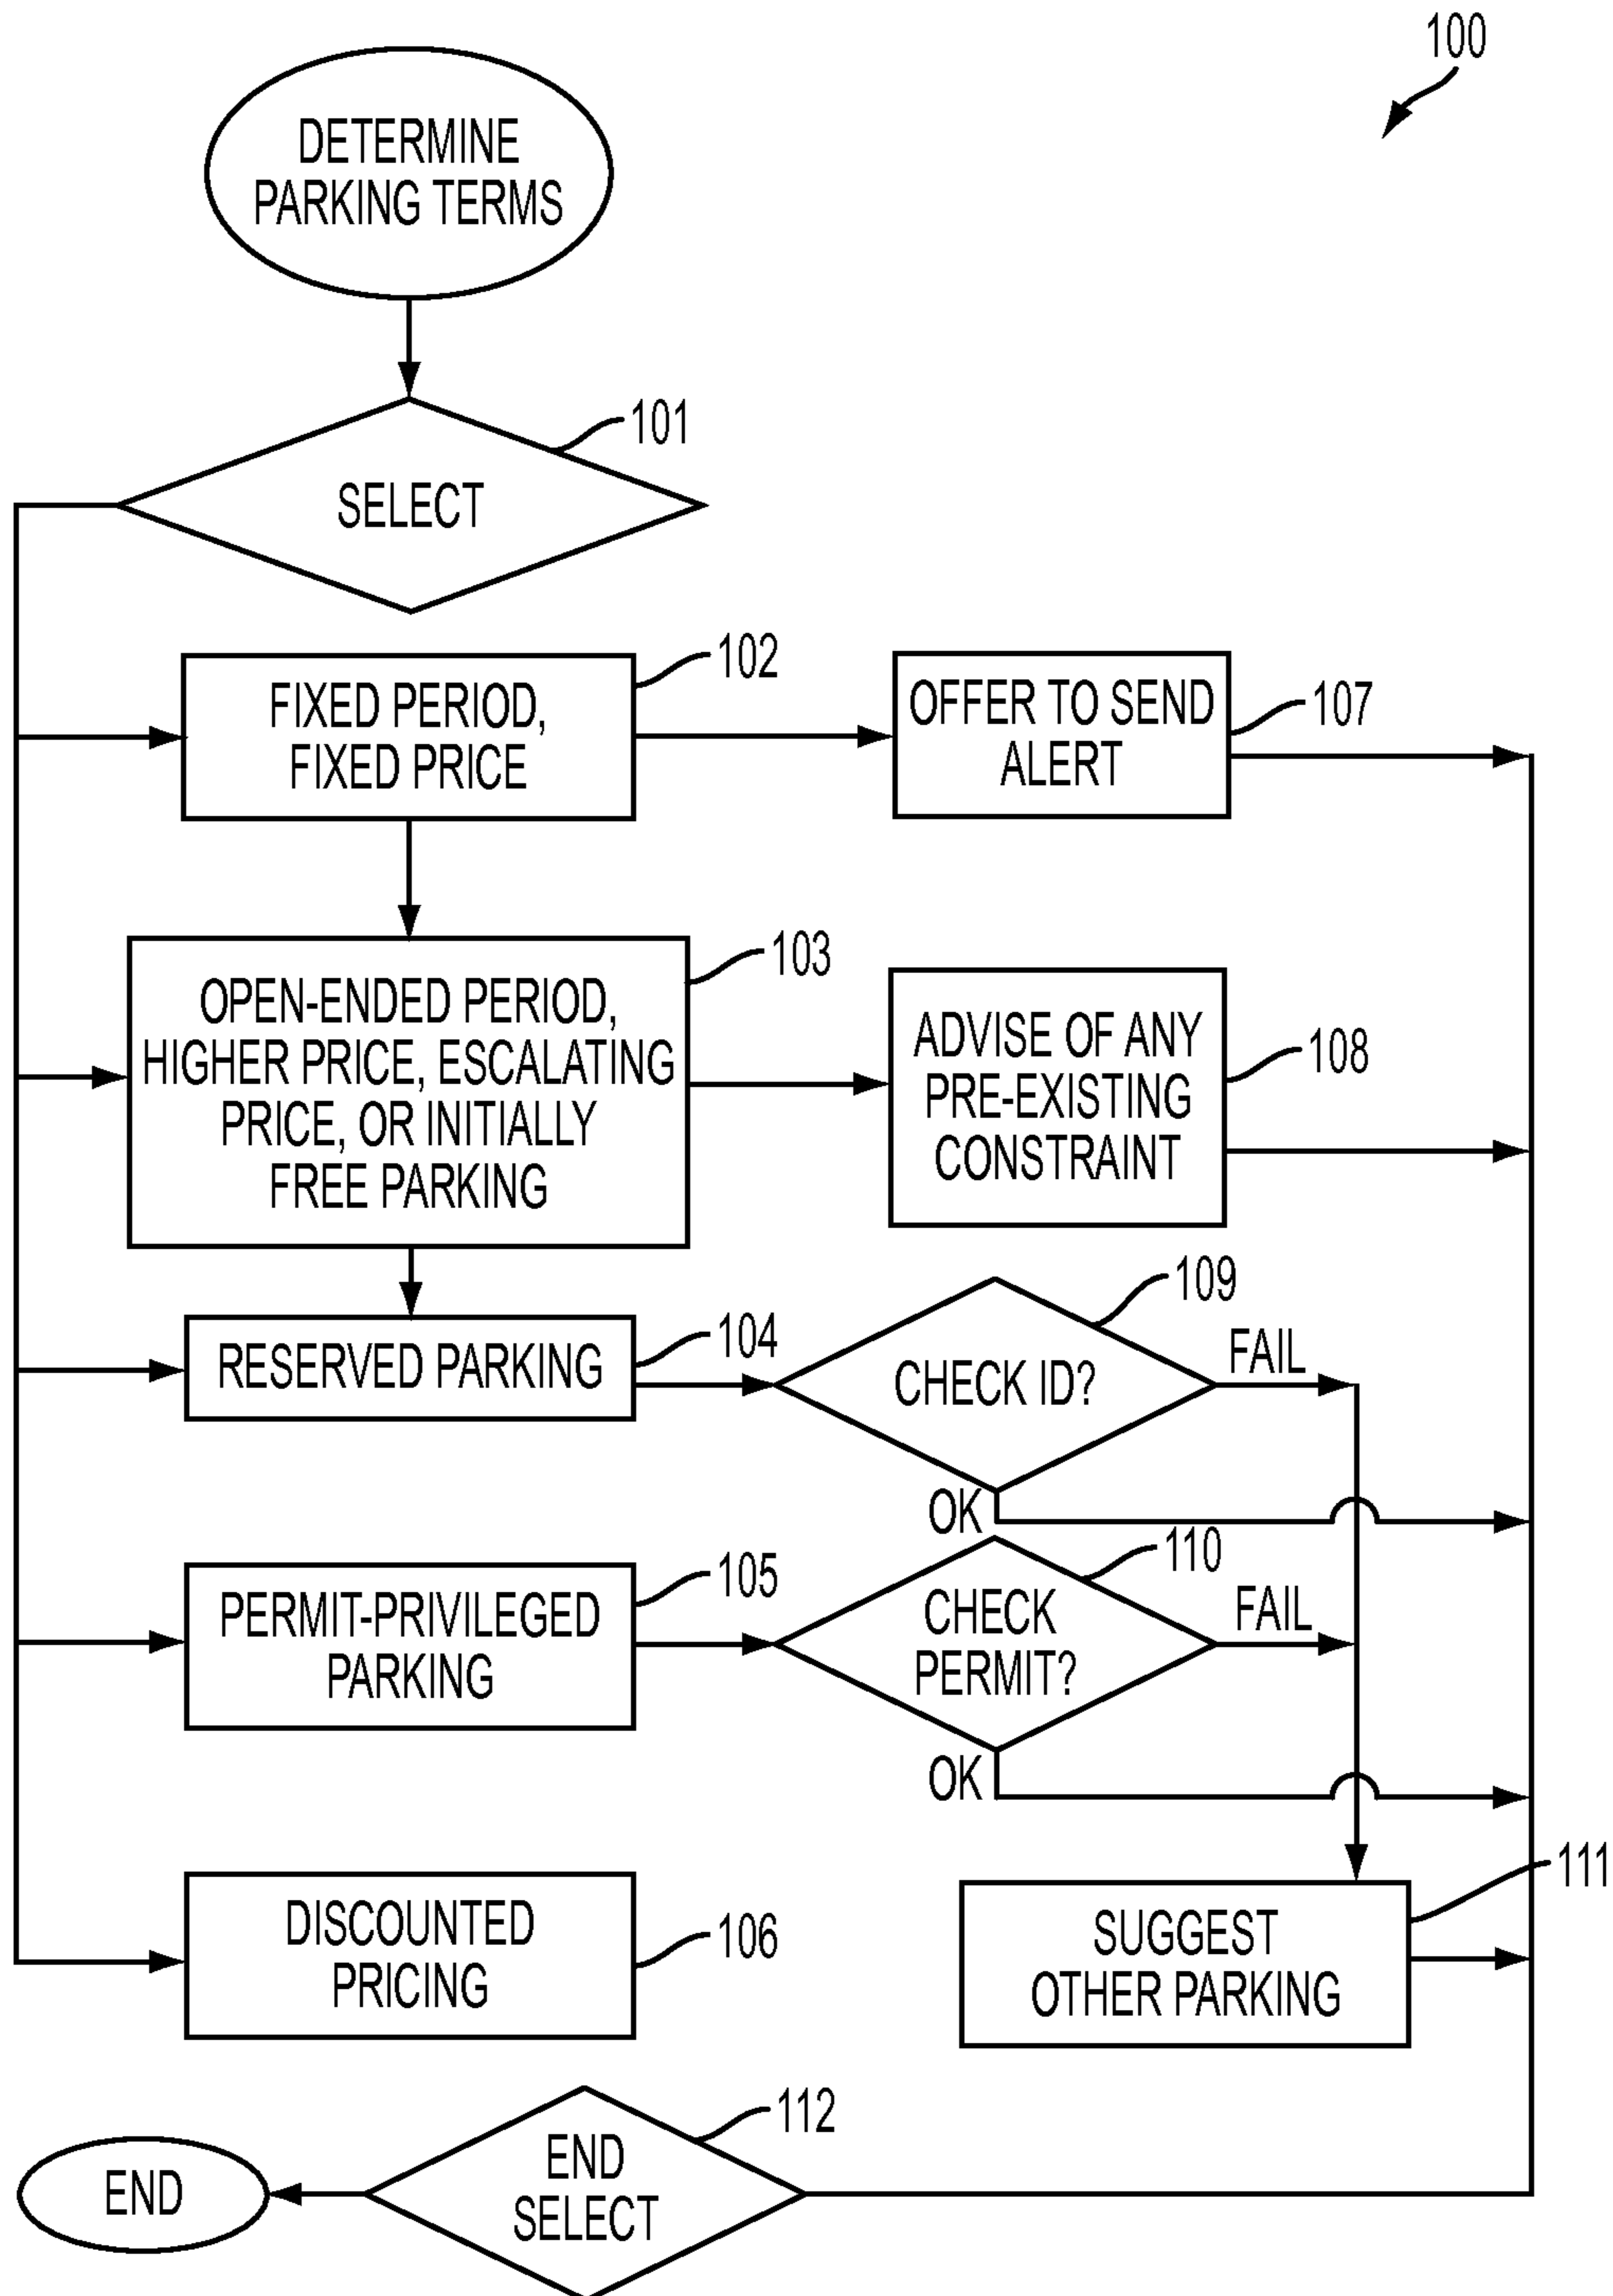 100
DETERMINE
PARKING TERMS
101
SELECT
102
FIXED PERIOD,
FIXED PRICE
OFFER TO SEND
ALERT
107
103
OPEN-ENDED PERIOD,
HIGHER PRICE, ESCALATING
PRICE, OR INITIALLY
FREE PARKING
ADVISE OF ANY
PRE-EXISTING
CONSTRAINT
108
RESERVED PARKING
104
109
CHECK ID?
FAIL
OK
PERMIT-PRIVILEGED
PARKING
105
110
CHECK
PERMIT?
FAIL
OK
DISCOUNTED
PRICING
106
111
SUGGEST
OTHER PARKING
112
END
SELECT
END